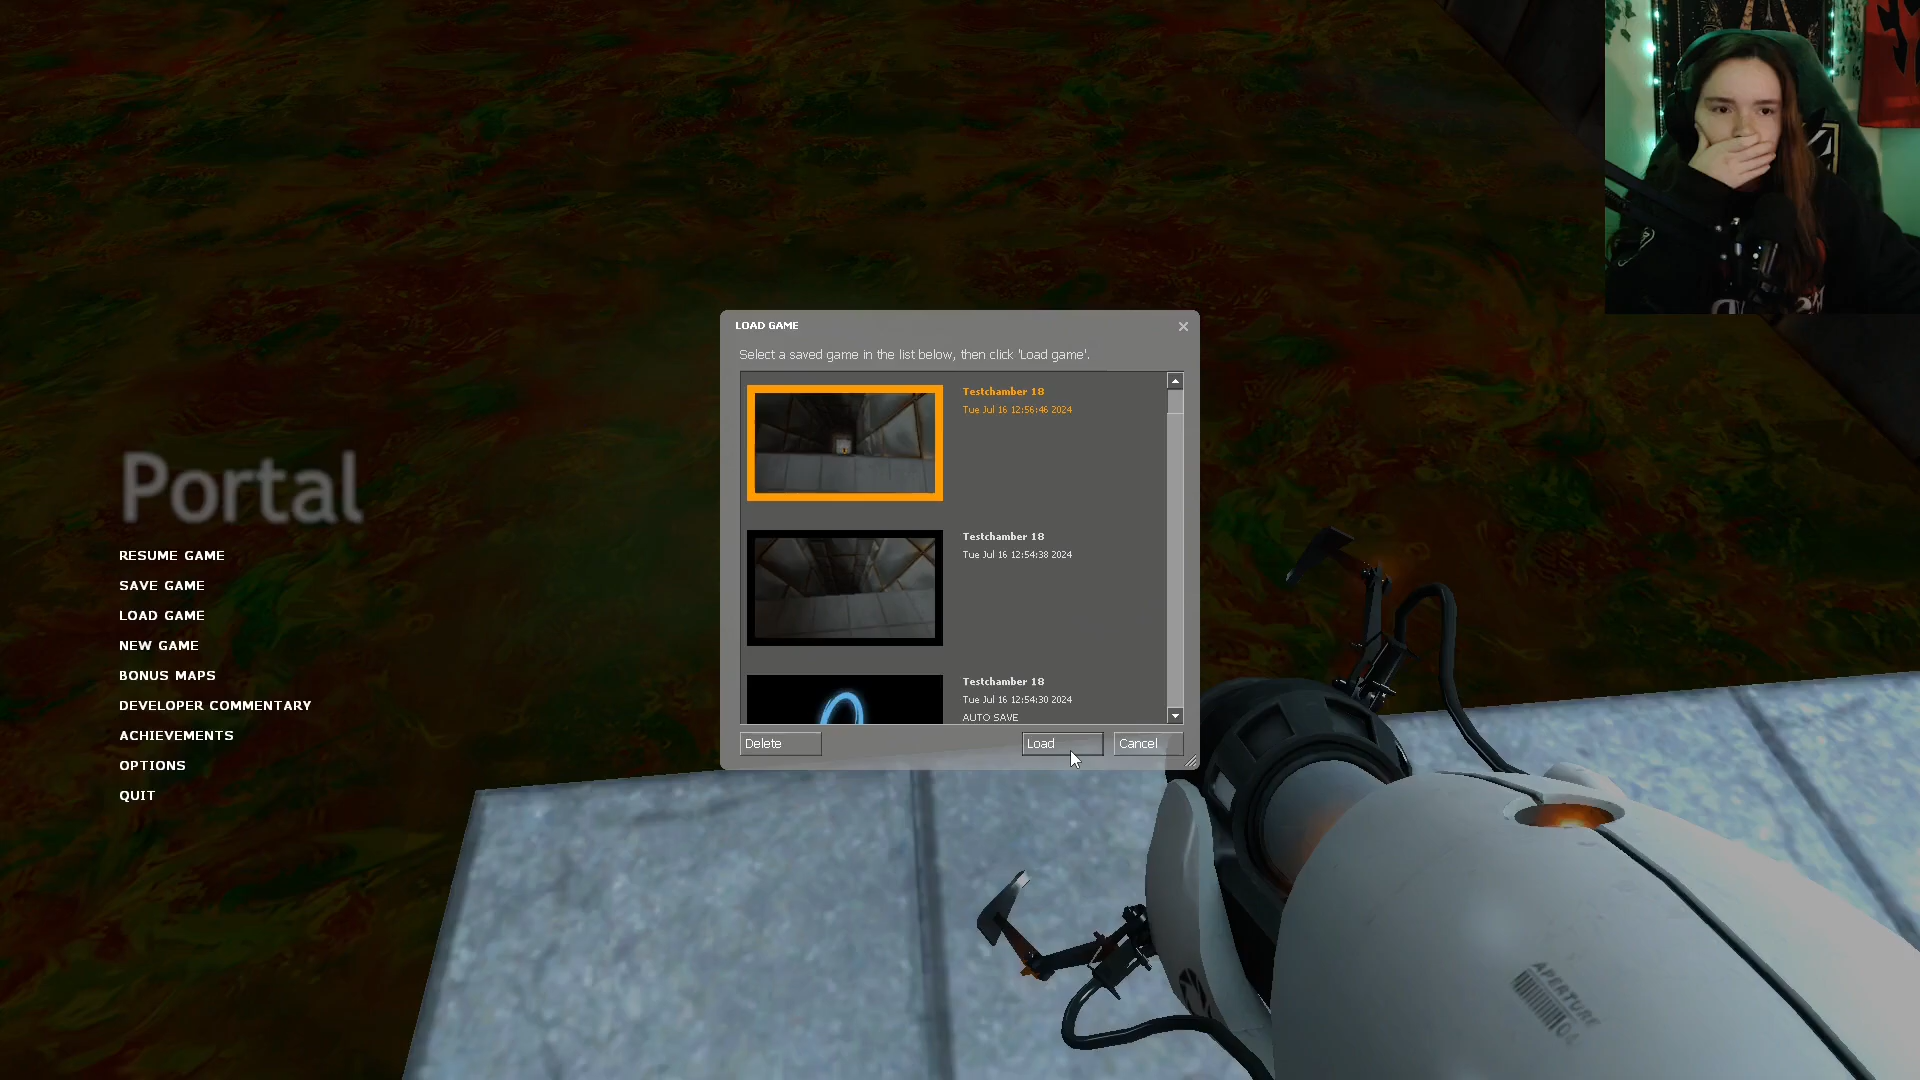 Portal
RESUME GAME
SAVE GAME
LOAD GAME
NEW GAME
BONUS MAPS
DEVELOPER COMMENTARY
ACHIEVEMENTS
OPTIONS
QUIT
LOAD GAME
Select a saved game in the list below, then click 'Load game'.
Testchamber 18
Tue Jul 16 12:56:46 2024
Testchamber 18
Tue Jul 16 12:54:38 2024
Testchamber 18
Tue Jul 16 12:54:30 2024
AUTO SAVE
Delete
Load
Cancel
APERTURE